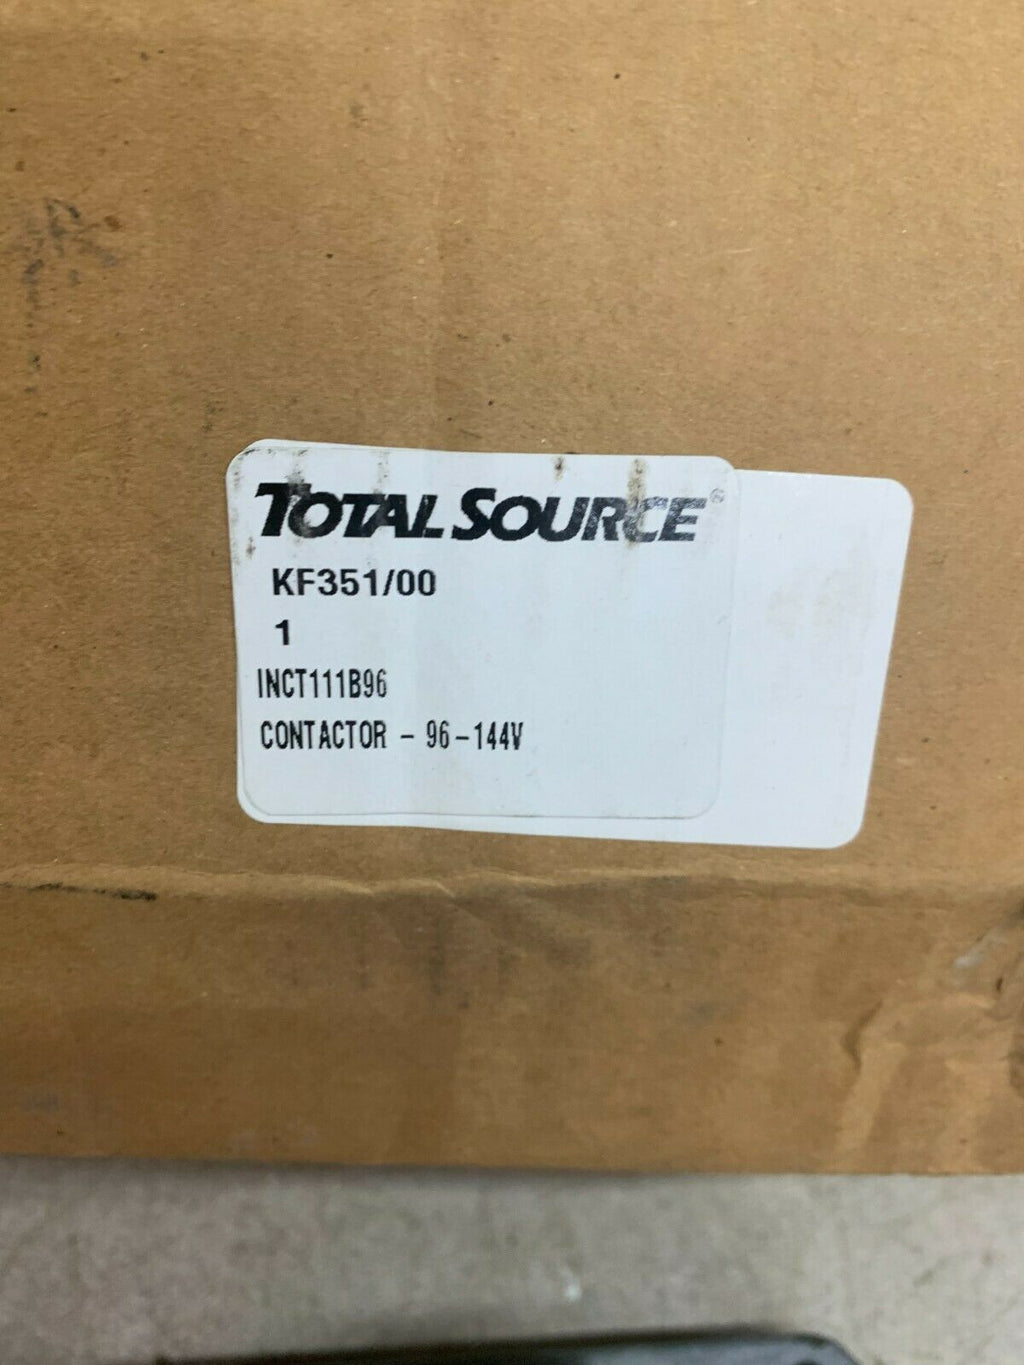 TOTAL SOURCE®
KF351/00
1
INCT111B96
CONTACTOR - 96-144V